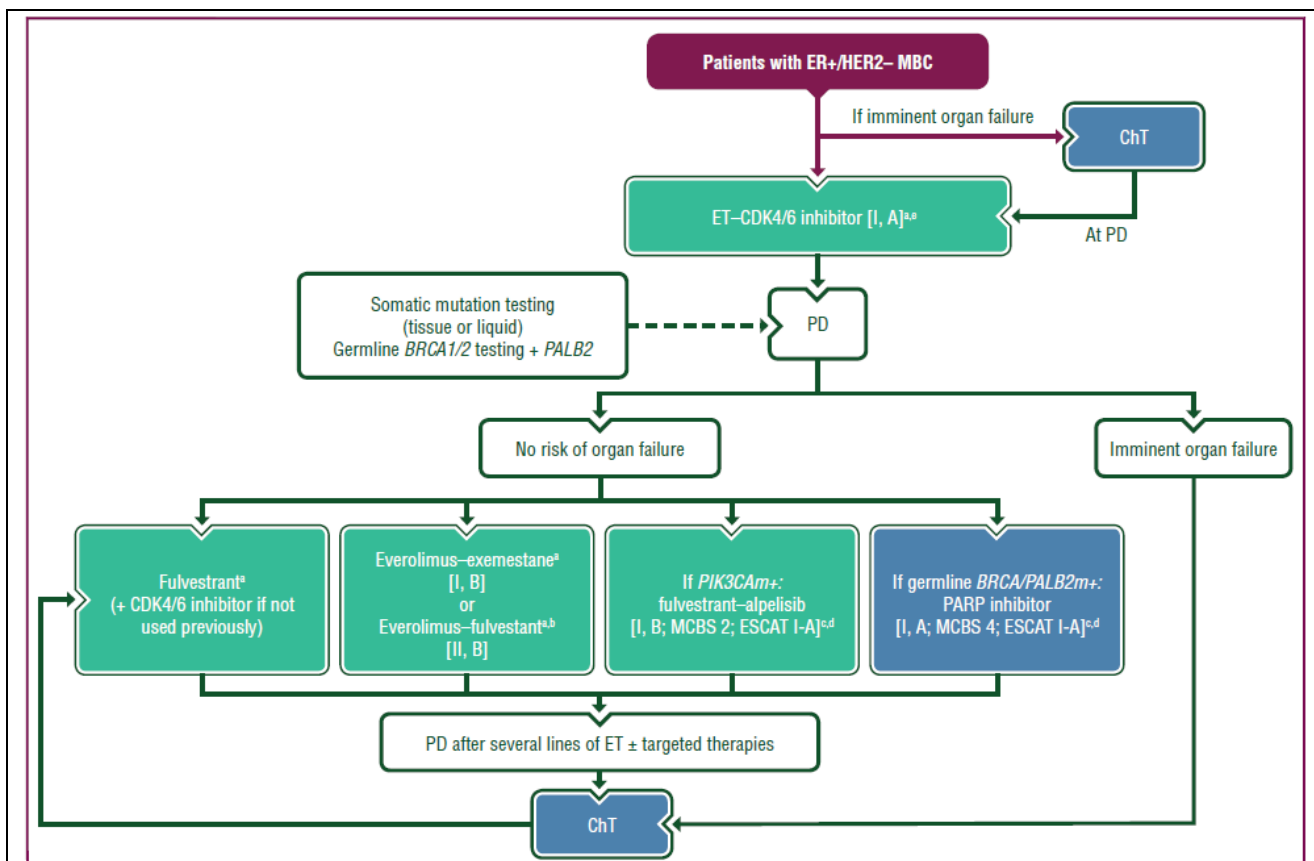 Patients with ER+/HER2– MBC
If imminent organ failure
ChT
ET–CDK4/6 inhibitor [I, A]a,e
At PD
Somatic mutation testing
(tissue or liquid)
Germline BRCA1/2 testing + PALB2
PD
No risk of organ failure
Imminent organ failure
Fulvestranta
(+ CDK4/6 inhibitor if not
used previously)
Everolimus–exemestanea
[I, B]
or
Everolimus–fulvestanta,b
[II, B]
If PIK3CAm+:
fulvestrant–alpelisib
[I, B; MCBS 2; ESCAT I-A]c,d
If germline BRCA/PALB2m+:
PARP inhibitor
[I, A; MCBS 4; ESCAT I-A]c,d
PD after several lines of ET ± targeted therapies
ChT